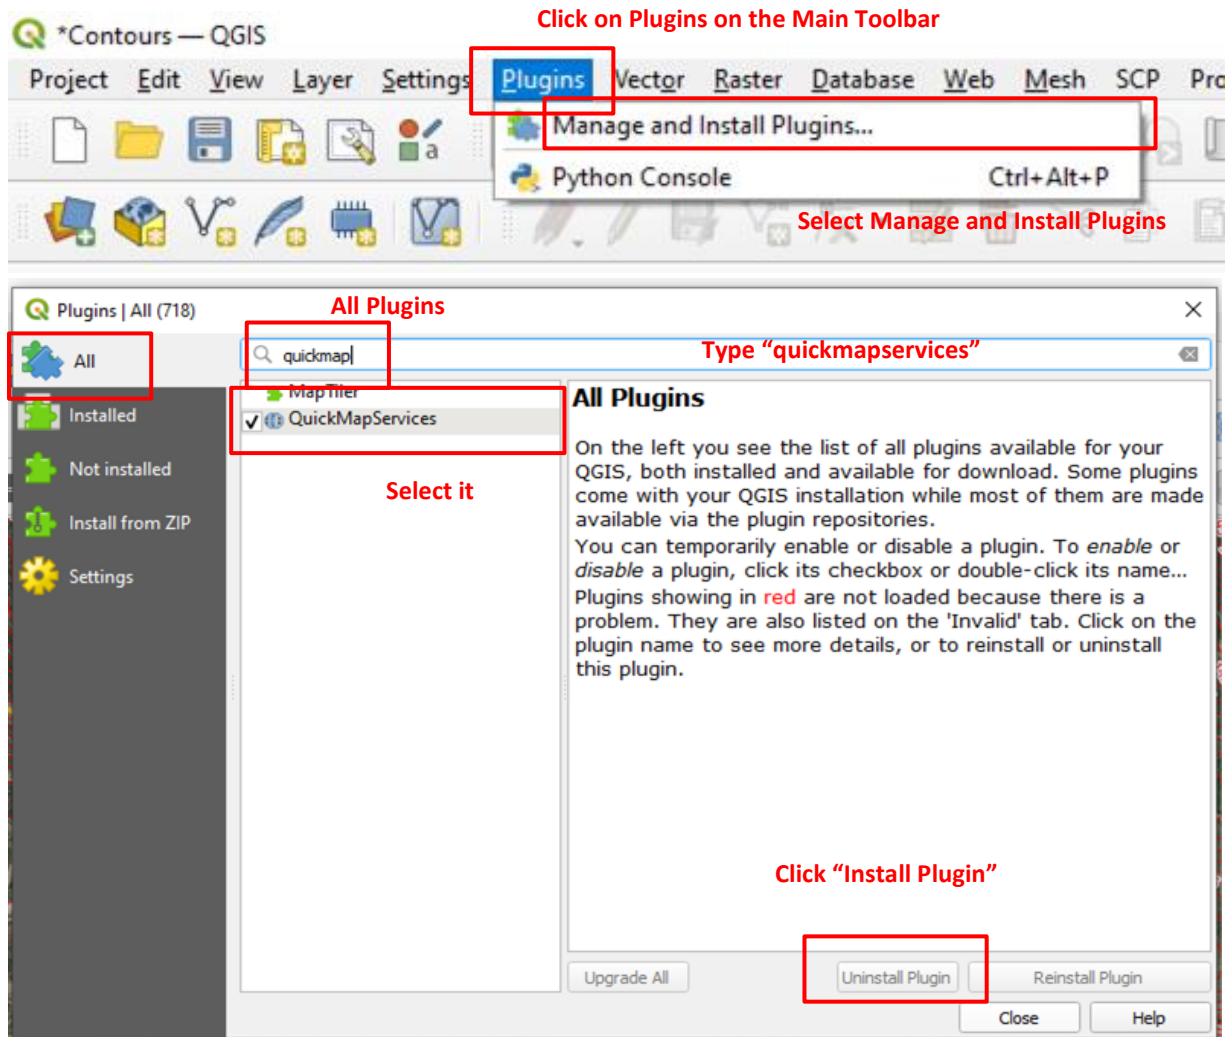 Click on Plugins on the Main Toolbar
*Contours — QGIS
Project Edit View Layer Settings Plugins Vector Raster Database Web Mesh SCP Pro
Manage and Install Plugins...
a
Python Console Ctrl+Alt+P
Select Manage and Install Plugins
Plugins | All (718)
All Plugins
All
quickmap
Type “quickmapservices”
MapTiler
QuickMapServices
Select it
Installed
Not installed
Install from ZIP
Settings
All Plugins
On the left you see the list of all plugins available for your
QGIS, both installed and available for download. Some plugins
come with your QGIS installation while most of them are made
available via the plugin repositories.
You can temporarily enable or disable a plugin. To enable or
disable a plugin, click its checkbox or double-click its name...
Plugins showing in red are not loaded because there is a
problem. They are also listed on the 'Invalid' tab. Click on the
plugin name to see more details, or to reinstall or uninstall
this plugin.
Click “Install Plugin”
Upgrade All Uninstall Plugin Reinstall Plugin
Close Help